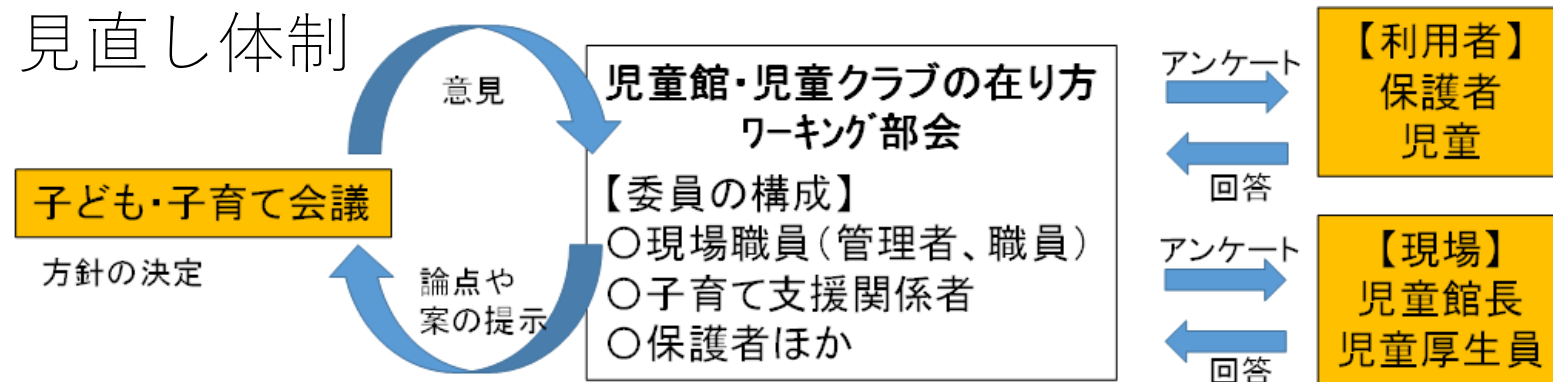 見直し体制
意見
子ども・子育て会議
方針の決定
論点や
案の提示
児童館・児童クラブの在り方
ワーキング部会
【委員の構成】
○現場職員（管理者、職員）
○子育て支援関係者
○保護者ほか
アンケート
回答
【利用者】
保護者
児童
アンケート
回答
【現場】
児童館長
児童厚生員